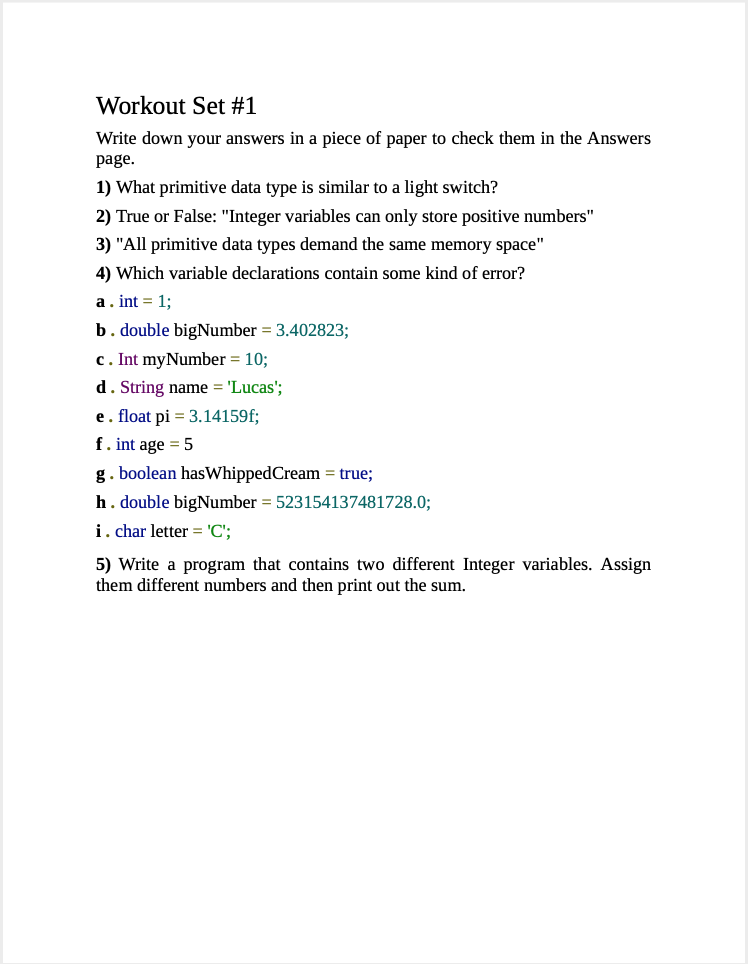 Workout Set #1
Write down your answers in a piece of paper to check them in the Answers
page.
1) What primitive data type is similar to a light switch?
2) True or False: "Integer variables can only store positive numbers"
3) "All primitive data types demand the same memory space"
4) Which variable declarations contain some kind of error?
a . int = 1;
b . double bigNumber = 3.402823;
c . Int myNumber = 10;
d . String name = 'Lucas';
e . float pi = 3.14159f;
f . int age = 5
g . boolean hasWhippedCream = true;
h . double bigNumber = 523154137481728.0;
i . char letter = 'C';
5) Write a program that contains two different Integer variables. Assign
them different numbers and then print out the sum.